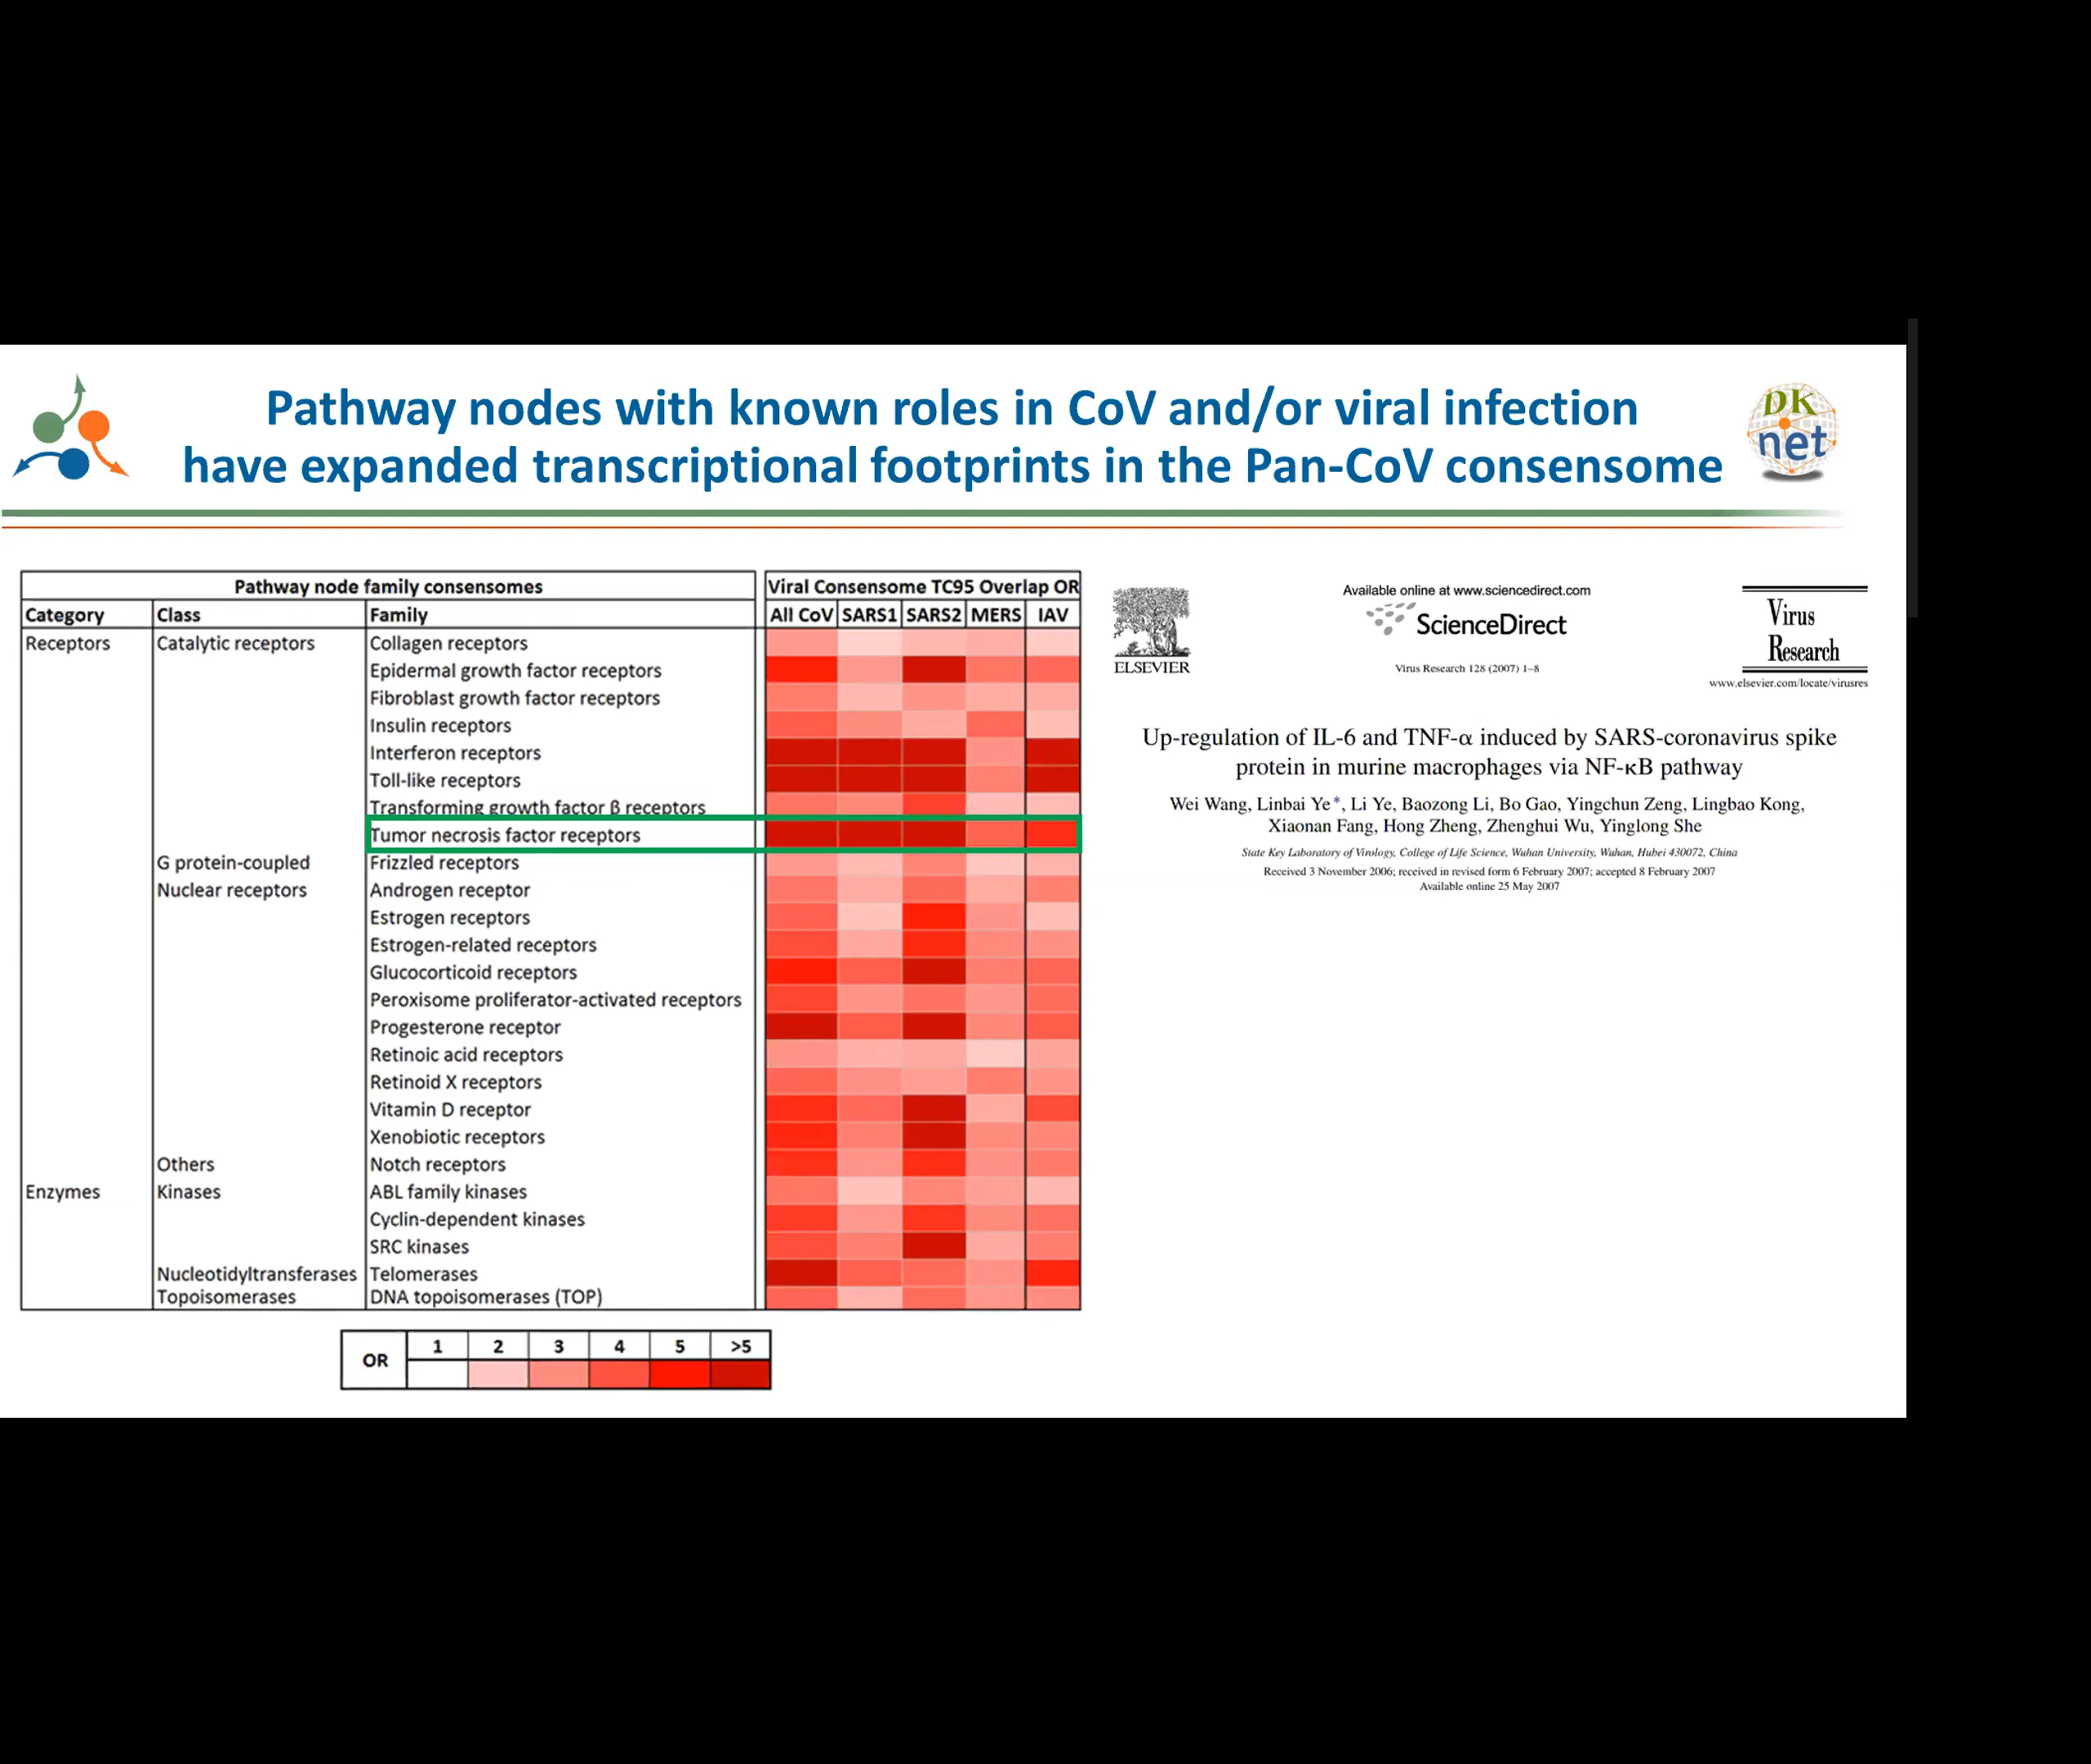 Pathway nodes with known roles in CoV and/or viral infection
have expanded transcriptional footprints in the Pan-CoV consensome
DK
net
Pathway node family consensomes
Viral Consensome TC95 Overlap OR
Category Class Family All CoV SARS1 SARS2 MERS IAV
Receptors Catalytic receptors Collagen receptors
Epidermal growth factor receptors
Fibroblast growth factor receptors
Insulin receptors
Interferon receptors
Toll-like receptors
Transforming growth factor β receptors
Tumor necrosis factor receptors
G protein-coupled Frizzled receptors
Nuclear receptors Androgen receptor
Estrogen receptors
Estrogen-related receptors
Glucocorticoid receptors
Peroxisome proliferator-activated receptors
Progesterone receptor
Retinoic acid receptors
Retinoid X receptors
Vitamin D receptor
Xenobiotic receptors
Others Notch receptors
Enzymes Kinases ABL family kinases
Cyclin-dependent kinases
SRC kinases
Nucleotidyltransferases Telomerases
Topoisomerases DNA topoisomerases (TOP)
OR 1 2 3 4 5 >5
ELSEVIER
Available online at www.sciencedirect.com
ScienceDirect
Virus Research 128 (2007) 1–8
Virus
Research
www.elsevier.com/locate/virusres
Up-regulation of IL-6 and TNF-α induced by SARS-coronavirus spike
protein in murine macrophages via NF-κB pathway
Wei Wang, Linbai Ye*, Li Ye, Baozong Li, Bo Gao, Yingchun Zeng, Lingbao Kong,
Xiaonan Fang, Hong Zheng, Zhenghui Wu, Yinglong She
State Key Laboratory of Virology, College of Life Science, Wuhan University, Wuhan, Hubei 430072, China
Received 3 November 2006; received in revised form 6 February 2007; accepted 8 February 2007
Available online 25 May 2007